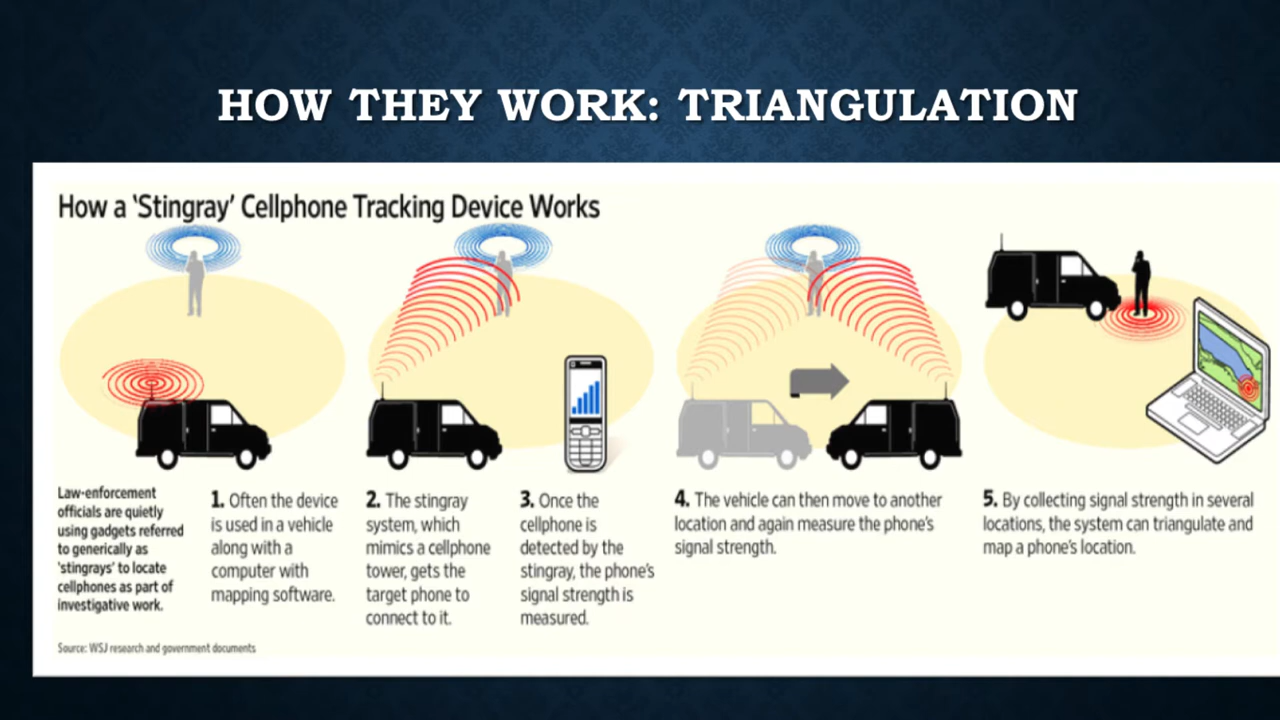 HOW THEY WORK: TRIANGULATION
How a ‘Stingray’ Cellphone Tracking Device Works
Law-enforcement
officials are quietly
using gadgets referred
to generically as
‘stingrays’ to locate
cellphones as part of
investigative work.
1. Often the device
is used in a vehicle
along with a
computer with
mapping software.
2. The stingray
system, which
mimics a cellphone
tower, gets the
target phone to
connect to it.
3. Once the
cellphone is
detected by the
stingray, the phone’s
signal strength is
measured.
4. The vehicle can then move to another
location and again measure the phone’s
signal strength.
5. By collecting signal strength in several
locations, the system can triangulate and
map a phone’s location.
Source: WSJ research and government documents